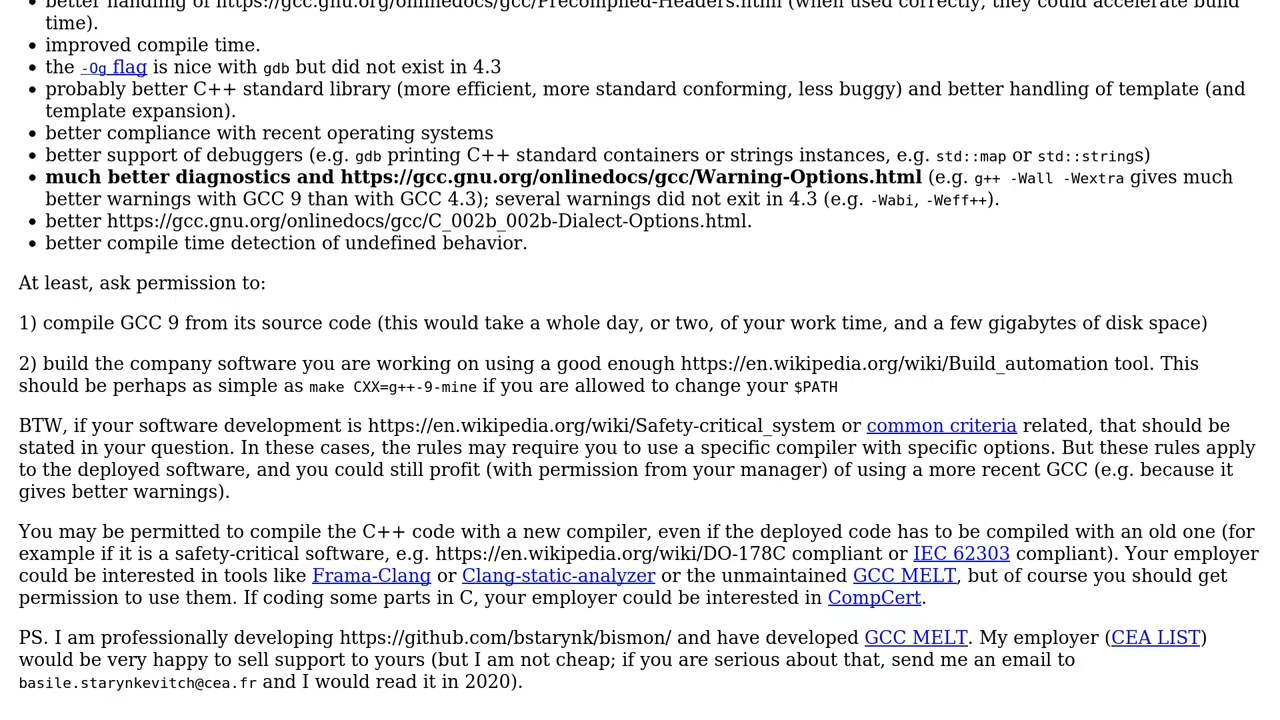 better handling of https://gcc.gnu.org/onlinedocs/gcc/Precompiled-Headers.html (when used correctly, they could accelerate build
time).
improved compile time.
the -Og flag is nice with gdb but did not exist in 4.3
probably better C++ standard library (more efficient, more standard conforming, less buggy) and better handling of template (and
template expansion).
better compliance with recent operating systems
better support of debuggers (e.g. gdb printing C++ standard containers or strings instances, e.g. std::map or std::strings)
much better diagnostics and https://gcc.gnu.org/onlinedocs/gcc/Warning-Options.html (e.g. g++ -Wall -Wextra gives much
better warnings with GCC 9 than with GCC 4.3); several warnings did not exit in 4.3 (e.g. -Wabi, -Weff++).
better https://gcc.gnu.org/onlinedocs/gcc/C_002b_002b-Dialect-Options.html.
better compile time detection of undefined behavior.
At least, ask permission to:
1) compile GCC 9 from its source code (this would take a whole day, or two, of your work time, and a few gigabytes of disk space)
2) build the company software you are working on using a good enough https://en.wikipedia.org/wiki/Build_automation tool. This
should be perhaps as simple as make CXX=g++-9-mine if you are allowed to change your $PATH
BTW, if your software development is https://en.wikipedia.org/wiki/Safety-critical_system or common criteria related, that should be
stated in your question. In these cases, the rules may require you to use a specific compiler with specific options. But these rules apply
to the deployed software, and you could still profit (with permission from your manager) of using a more recent GCC (e.g. because it
gives better warnings).
You may be permitted to compile the C++ code with a new compiler, even if the deployed code has to be compiled with an old one (for
example if it is a safety-critical software, e.g. https://en.wikipedia.org/wiki/DO-178C compliant or IEC 62303 compliant). Your employer
could be interested in tools like Frama-Clang or Clang-static-analyzer or the unmaintained GCC MELT, but of course you should get
permission to use them. If coding some parts in C, your employer could be interested in CompCert.
PS. I am professionally developing https://github.com/bstarynk/bismon/ and have developed GCC MELT. My employer (CEA LIST)
would be very happy to sell support to yours (but I am not cheap; if you are serious about that, send me an email to
basile.starynkevitch@cea.fr and I would read it in 2020).